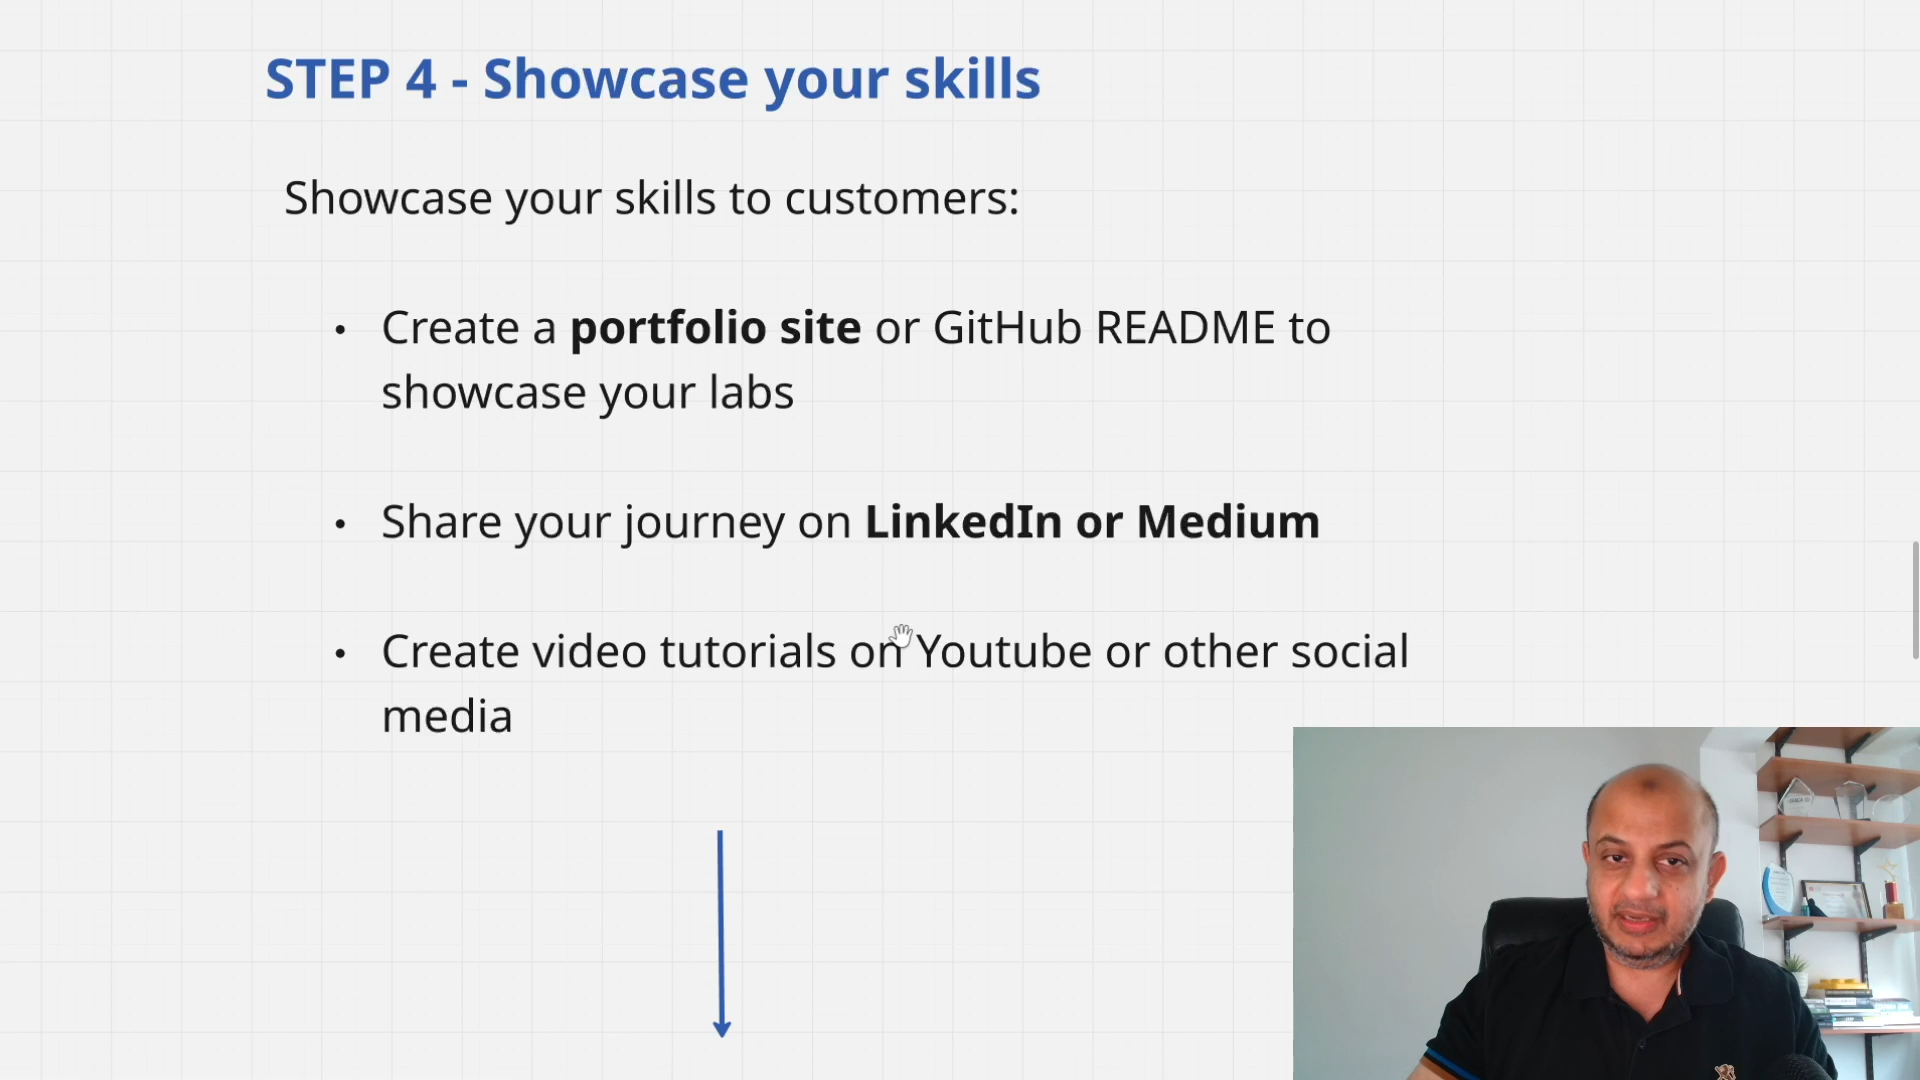 STEP 4 - Showcase your skills
Showcase your skills to customers:
• Create a portfolio site or GitHub README to
showcase your labs
• Share your journey on LinkedIn or Medium
• Create video tutorials on Youtube or other social
media